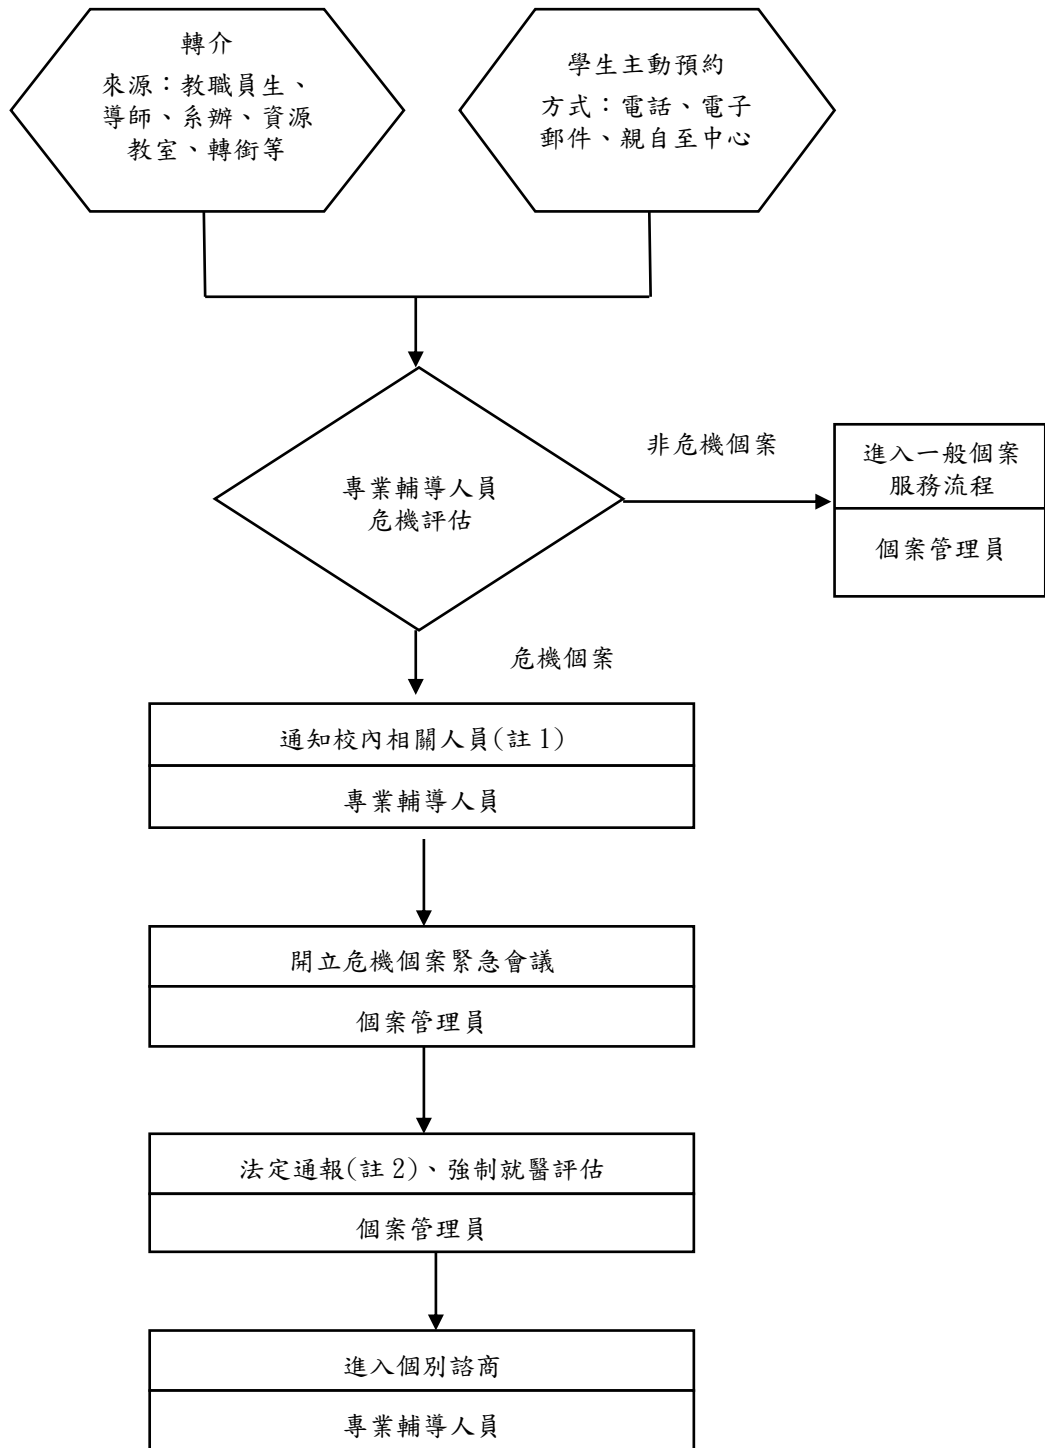 轉介
來源：教職員生、
導師、系辦、資源
教室、轉銜等
學生主動預約
方式：電話、電子
郵件、親自至中心
專業輔導人員
危機評估
非危機個案
進入一般個案
服務流程
個案管理員
危機個案
通知校內相關人員(註1)
專業輔導人員
開立危機個案緊急會議
個案管理員
法定通報(註2)、強制就醫評估
個案管理員
進入個別諮商
專業輔導人員